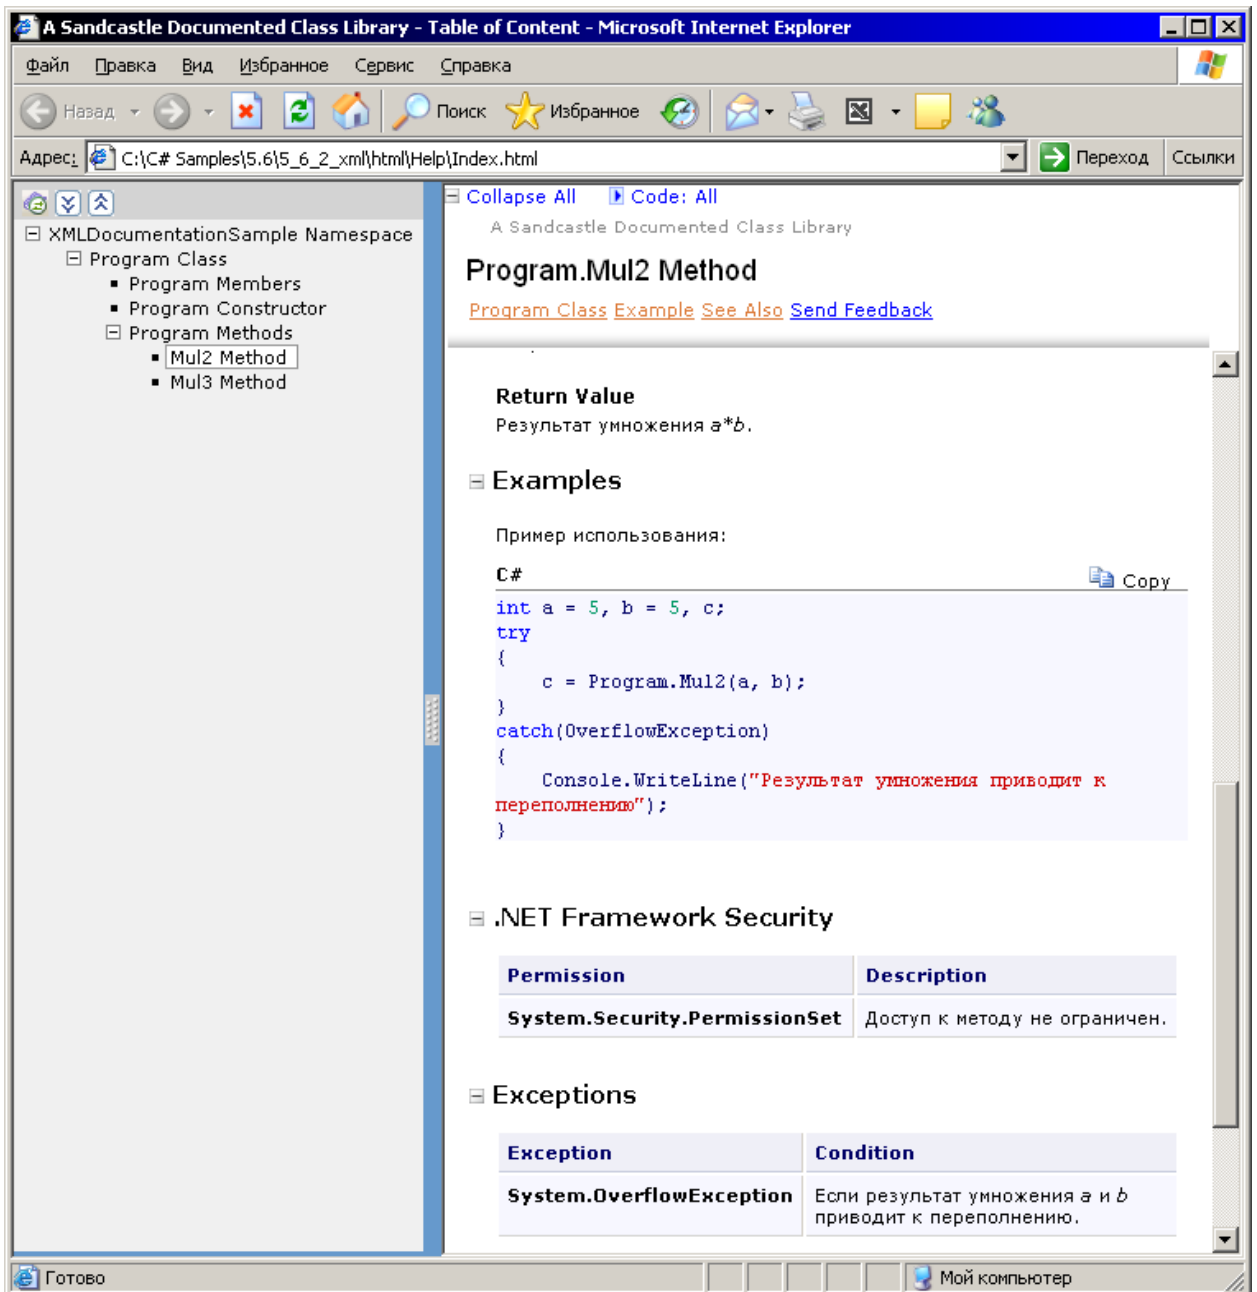 A Sandcastle Documented Class Library - Table of Content - Microsoft Internet Explorer
Файл Правка Вид Избранное Сервис Справка
Назад Поиск Избранное
Адрес: C:\C# Samples\5.6\5_6_2_xml\html\Help\Index.html Переход Ссылки
XMLDocumentationSample Namespace
Program Class
Program Members
Program Constructor
Program Methods
Mul2 Method
Mul3 Method
Collapse All Code: All
A Sandcastle Documented Class Library
Program.Mul2 Method
Program Class Example See Also Send Feedback
Return Value
Результат умножения a*b.
Examples
Пример использования:
C# Copy
int a = 5, b = 5, c;
try
{
c = Program.Mul2(a, b);
}
catch(OverflowException)
{
Console.WriteLine("Результат умножения приводит к
переполнению");
}
.NET Framework Security
Permission Description
System.Security.PermissionSet Доступ к методу не ограничен.
Exceptions
Exception Condition
System.OverflowException Если результат умножения a и b
приводит к переполнению.
Готово Мой компьютер